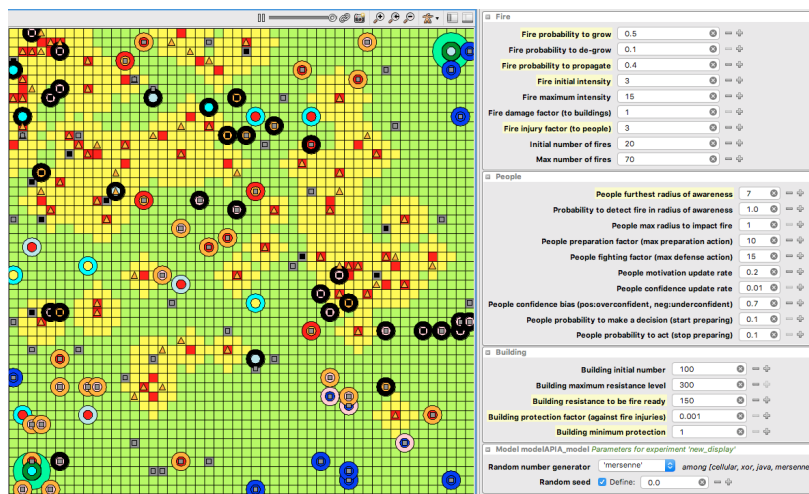 Fire
Fire probability to grow 0.5
Fire probability to de-grow 0.1
Fire probability to propagate 0.4
Fire initial intensity 3
Fire maximum intensity 15
Fire damage factor (to buildings) 1
Fire injury factor (to people) 3
Initial number of fires 20
Max number of fires 70
People
People furthest radius of awareness 7
Probability to detect fire in radius of awareness 1.0
People max radius to impact fire 1
People preparation factor (max preparation action) 10
People fighting factor (max defense action) 15
People motivation update rate 0.2
People confidence update rate 0.01
People confidence bias (pos:overconfident, neg:underconfident) 0.7
People probability to make a decision (start preparing) 0.1
People probability to act (stop preparing) 0.1
Building
Building initial number 100
Building maximum resistance level 300
Building resistance to be fire ready 150
Building protection factor (against fire injuries) 0.001
Building minimum protection 1
Model modelAPIA_model Parameters for experiment 'new_display'
Random number generator 'mersenne' among [cellular, xor, java, mersenne
Random seed Define: 0.0